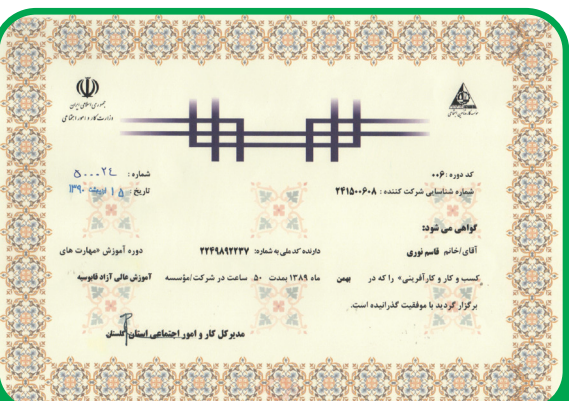 جمهوری اسلامی ایران
وزارت کار و امور اجتماعی
شماره : ۵۰۰۰۲٤
تاریخ : ۱۵ اردیبهشت ۱۳۹۰
کد دوره : ۰۰۶
شماره شناسایی شرکت کننده : ۲۴۱۵۰۰۶۰۸
گواهی می شود:
آقای/خانم قاسم نوری دارنده کد ملی به شماره: ۲۲۴۹۸۹۲۲۳۷ دوره آموزش «مهارت های
کسب و کار و کارآفرینی» را که در بهمن ماه ۱۳۸۹ بمدت ۵۰ ساعت در شرکت/مؤسسه آموزش عالی آزاد قابوسیه
برگزار گردید با موفقیت گذرانیده است.
مدیر کل کار و امور اجتماعی استان گلستان